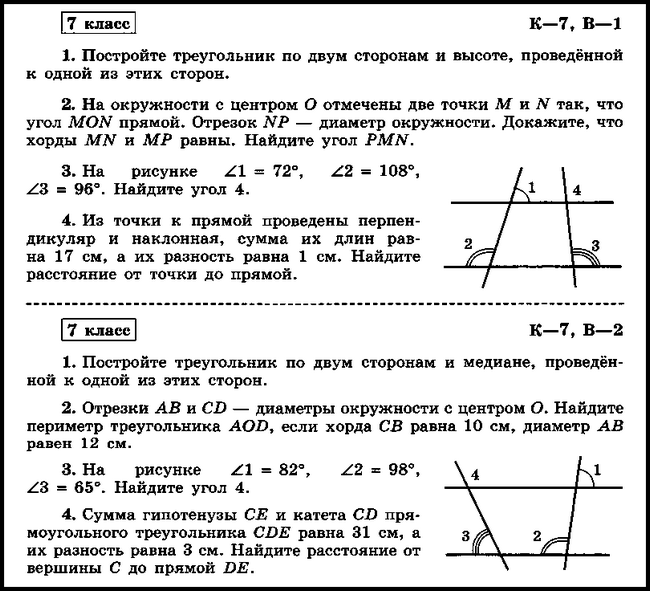 7 класс К—7, В—1
1. Постройте треугольник по двум сторонам и высоте, проведённой
к одной из этих сторон.
2. На окружности с центром O отмечены две точки M и N так, что
угол MON прямой. Отрезок NP — диаметр окружности. Докажите, что
хорды MN и MP равны. Найдите угол PMN.
3. На рисунке ∠1 = 72°, ∠2 = 108°,
∠3 = 96°. Найдите угол 4.
1 4
2 3
4. Из точки к прямой проведены перпен-
дикуляр и наклонная, сумма их длин рав-
на 17 см, а их разность равна 1 см. Найдите
расстояние от точки до прямой.
7 класс К—7, В—2
1. Постройте треугольник по двум сторонам и медиане, проведён-
ной к одной из этих сторон.
2. Отрезки AB и CD — диаметры окружности с центром O. Найдите
периметр треугольника AOD, если хорда CB равна 10 см, диаметр AB
равен 12 см.
3. На рисунке ∠1 = 82°, ∠2 = 98°,
∠3 = 65°. Найдите угол 4.
4 1
3 2
4. Сумма гипотенузы CE и катета CD пря-
моугольного треугольника CDE равна 31 см, а
их разность равна 3 см. Найдите расстояние от
вершины C до прямой DE.